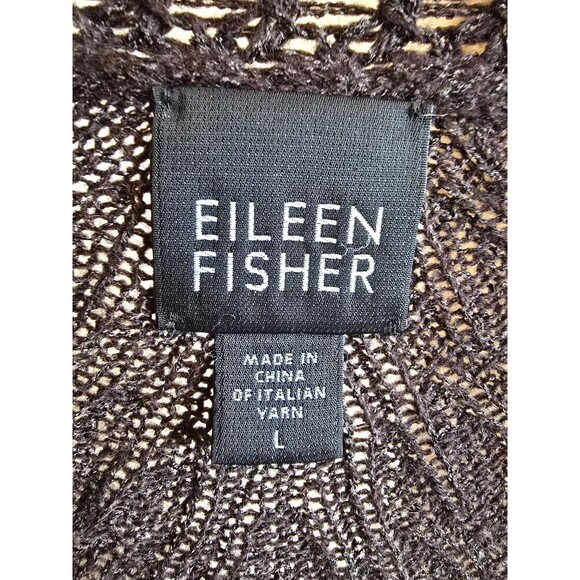 EILEEN
FISHER
MADE IN
CHINA
OF ITALIAN
YARN
L